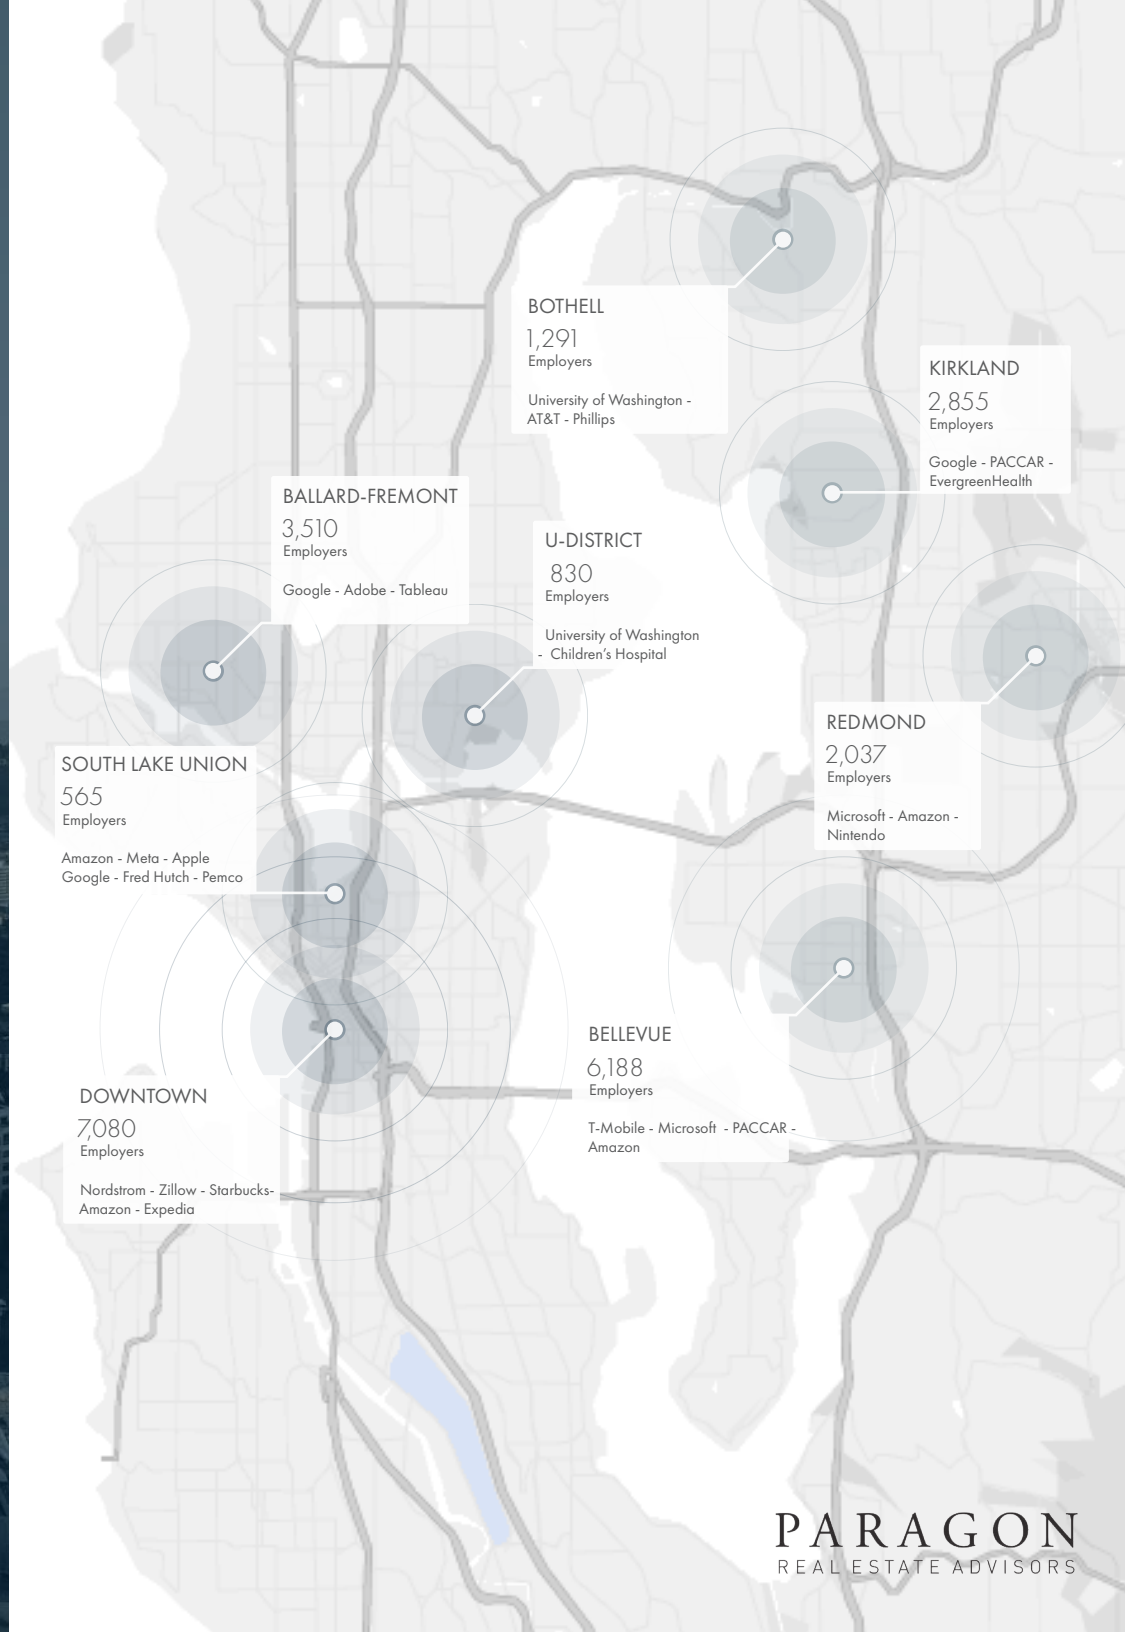 BOTHELL
1,291
Employers
University of Washington -
AT&T - Phillips
KIRKLAND
2,855
Employers
Google - PACCAR -
EvergreenHealth
BALLARD-FREMONT
3,510
Employers
Google - Adobe - Tableau
U-DISTRICT
830
Employers
University of Washington
- Children's Hospital
REDMOND
2,037
Employers
Microsoft - Amazon -
Nintendo
SOUTH LAKE UNION
565
Employers
Amazon - Meta - Apple
Google - Fred Hutch - Pemco
BELLEVUE
6,188
Employers
T-Mobile - Microsoft - PACCAR -
Amazon
DOWNTOWN
7,080
Employers
Nordstrom - Zillow - Starbucks-
Amazon - Expedia
PARAGON
REAL ESTATE ADVISORS